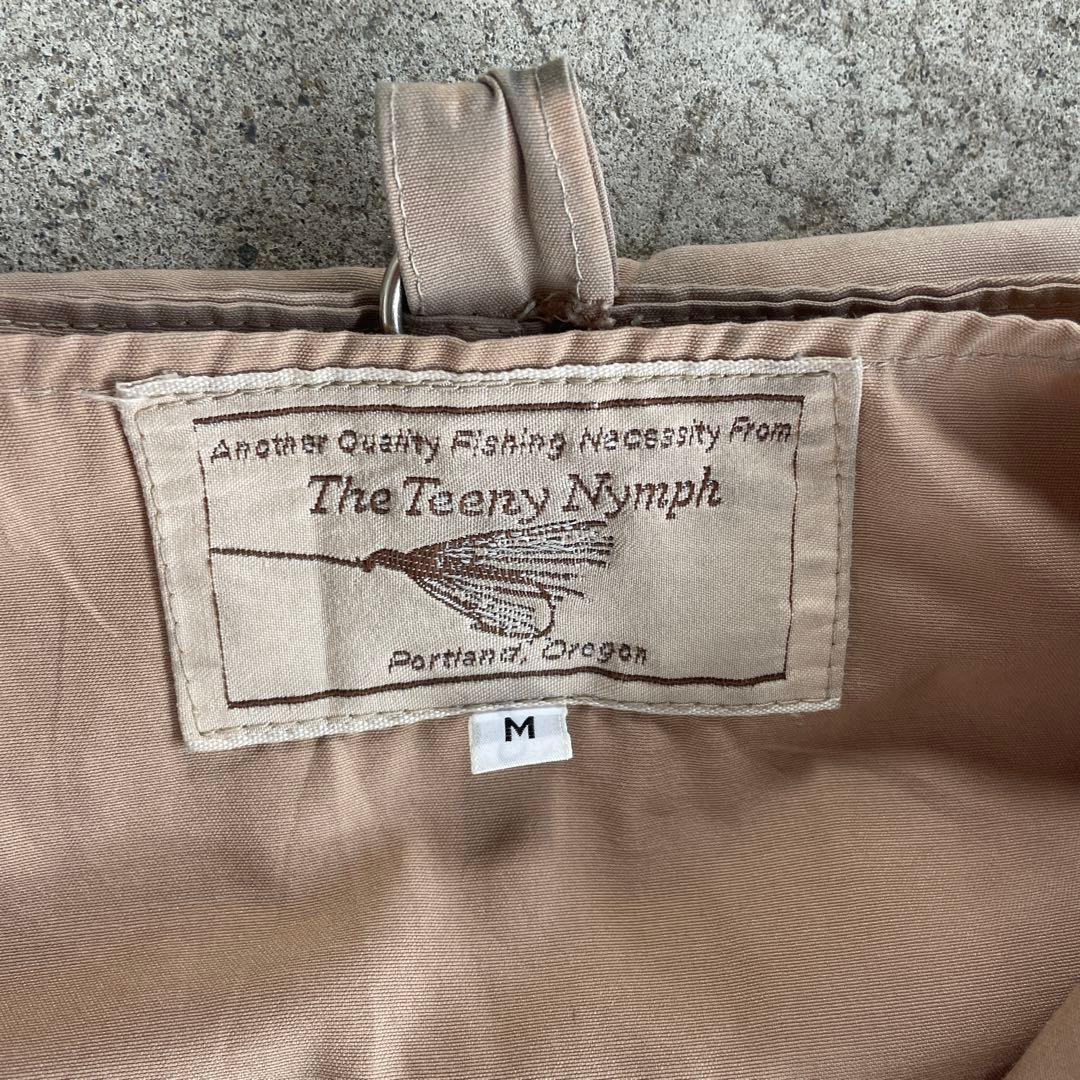 Another Quality Fishing Necessity From
The Teeny Nymph
Portland, Oregon
M